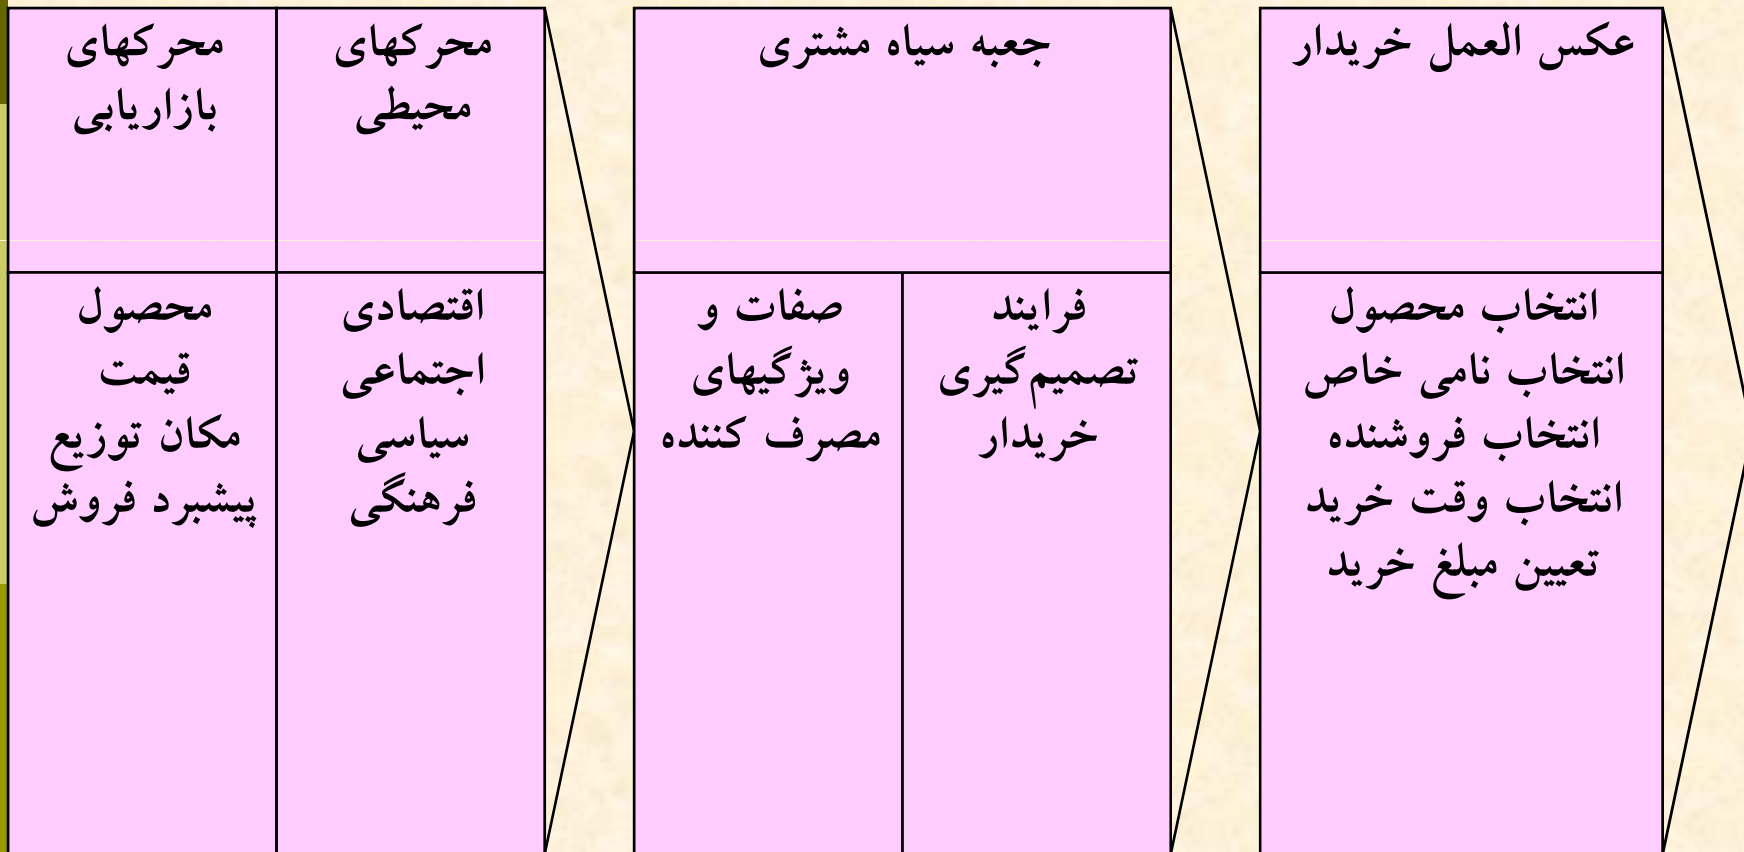 محرکهای
بازاریابی
محرکهای
محیطی
جعبه سیاه مشتری
عکس العمل خریدار
محصول
قیمت
مکان توزیع
پیشبرد فروش
اقتصادی
اجتماعی
سیاسی
فرهنگی
صفات و
ویژگیهای
مصرف کننده
فرایند
تصمیم‌گیری
خریدار
انتخاب محصول
انتخاب نامی خاص
انتخاب فروشنده
انتخاب وقت خرید
تعیین مبلغ خرید